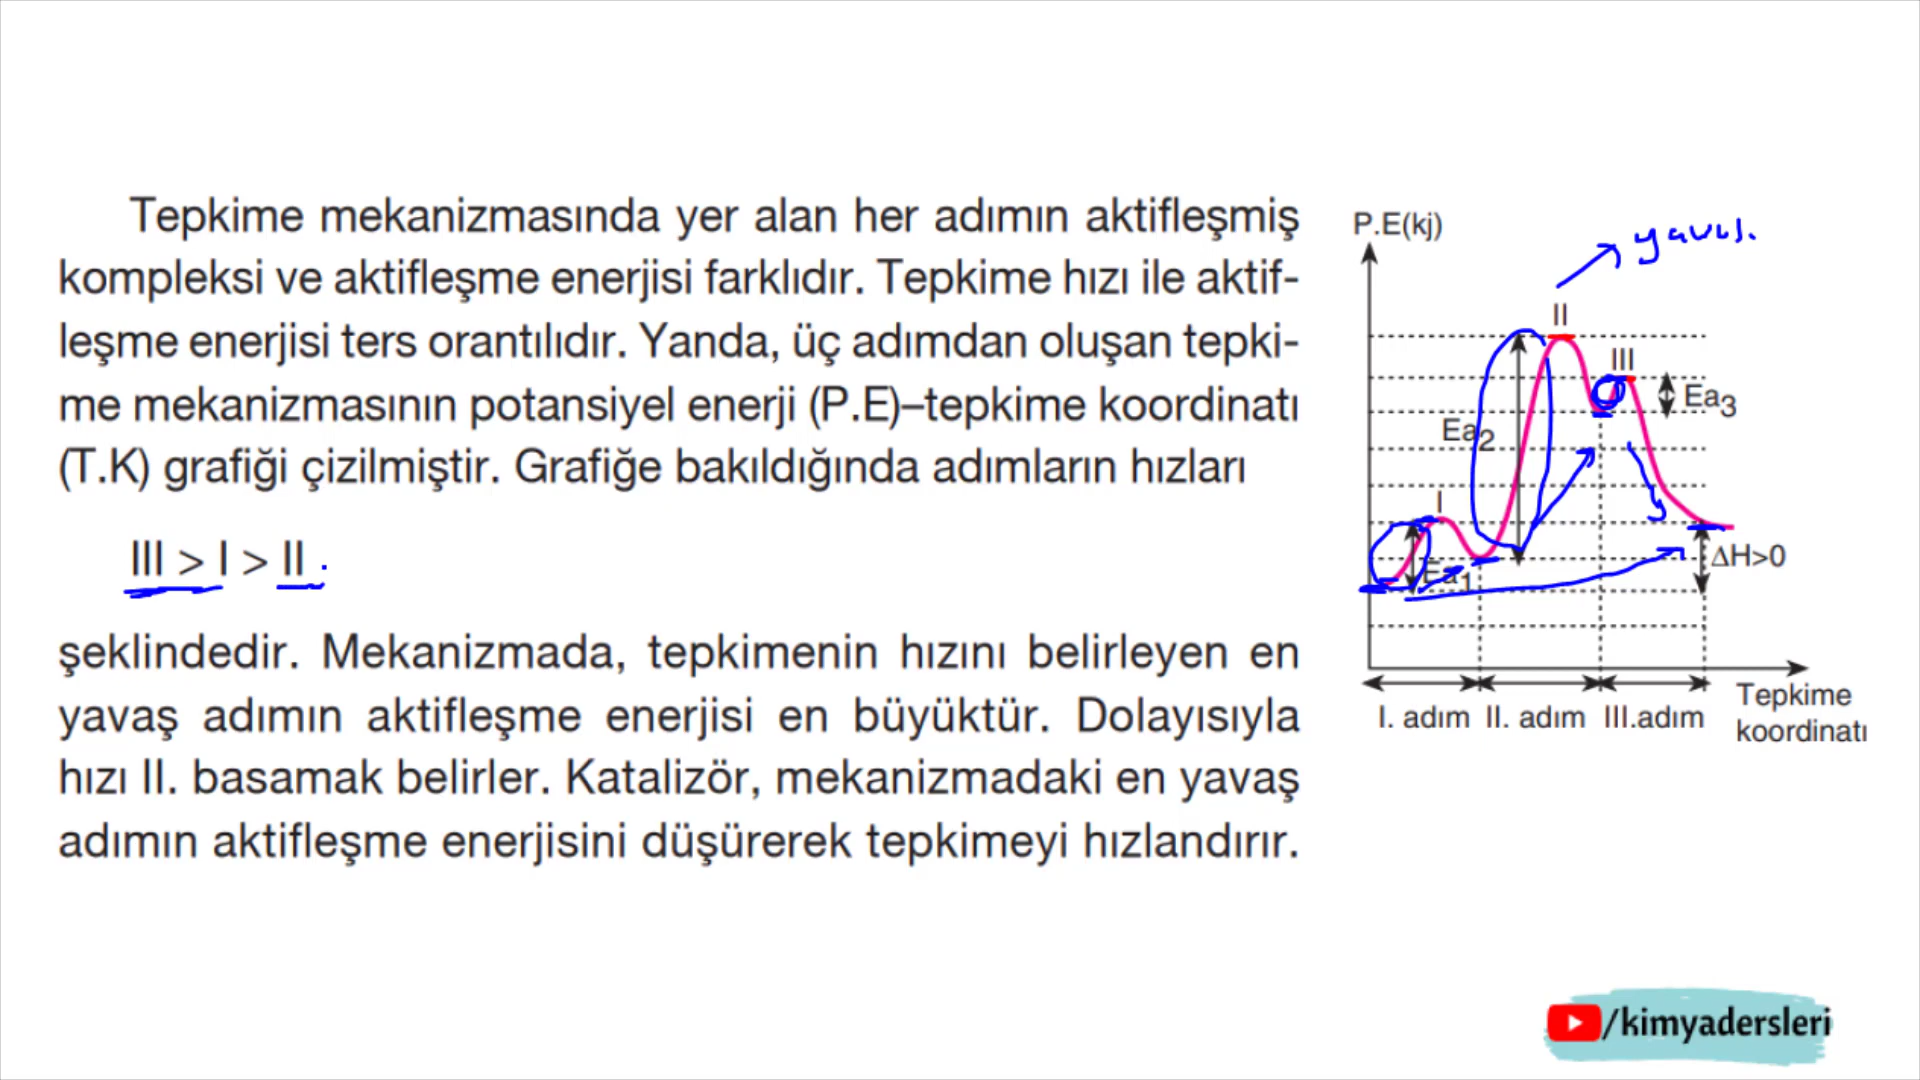 Tepkime mekanizmasında yer alan her adımın aktifleşmiş
kompleksi ve aktifleşme enerjisi farklıdır. Tepkime hızı ile aktif-
leşme enerjisi ters orantılıdır. Yanda, üç adımdan oluşan tepki-
me mekanizmasının potansiyel enerji (P.E)–tepkime koordinatı
(T.K) grafiği çizilmiştir. Grafiğe bakıldığında adımların hızları
III > I > II
şeklindedir. Mekanizmada, tepkimenin hızını belirleyen en
yavaş adımın aktifleşme enerjisi en büyüktür. Dolayısıyla
hızı II. basamak belirler. Katalizör, mekanizmadaki en yavaş
adımın aktifleşme enerjisini düşürerek tepkimeyi hızlandırır.
P.E(kj)
yavaş.
II
III
Ea3
Ea2
I
Ea1
ΔH>0
I. adım II. adım III.adım
Tepkime
koordinatı
/kimyadersleri